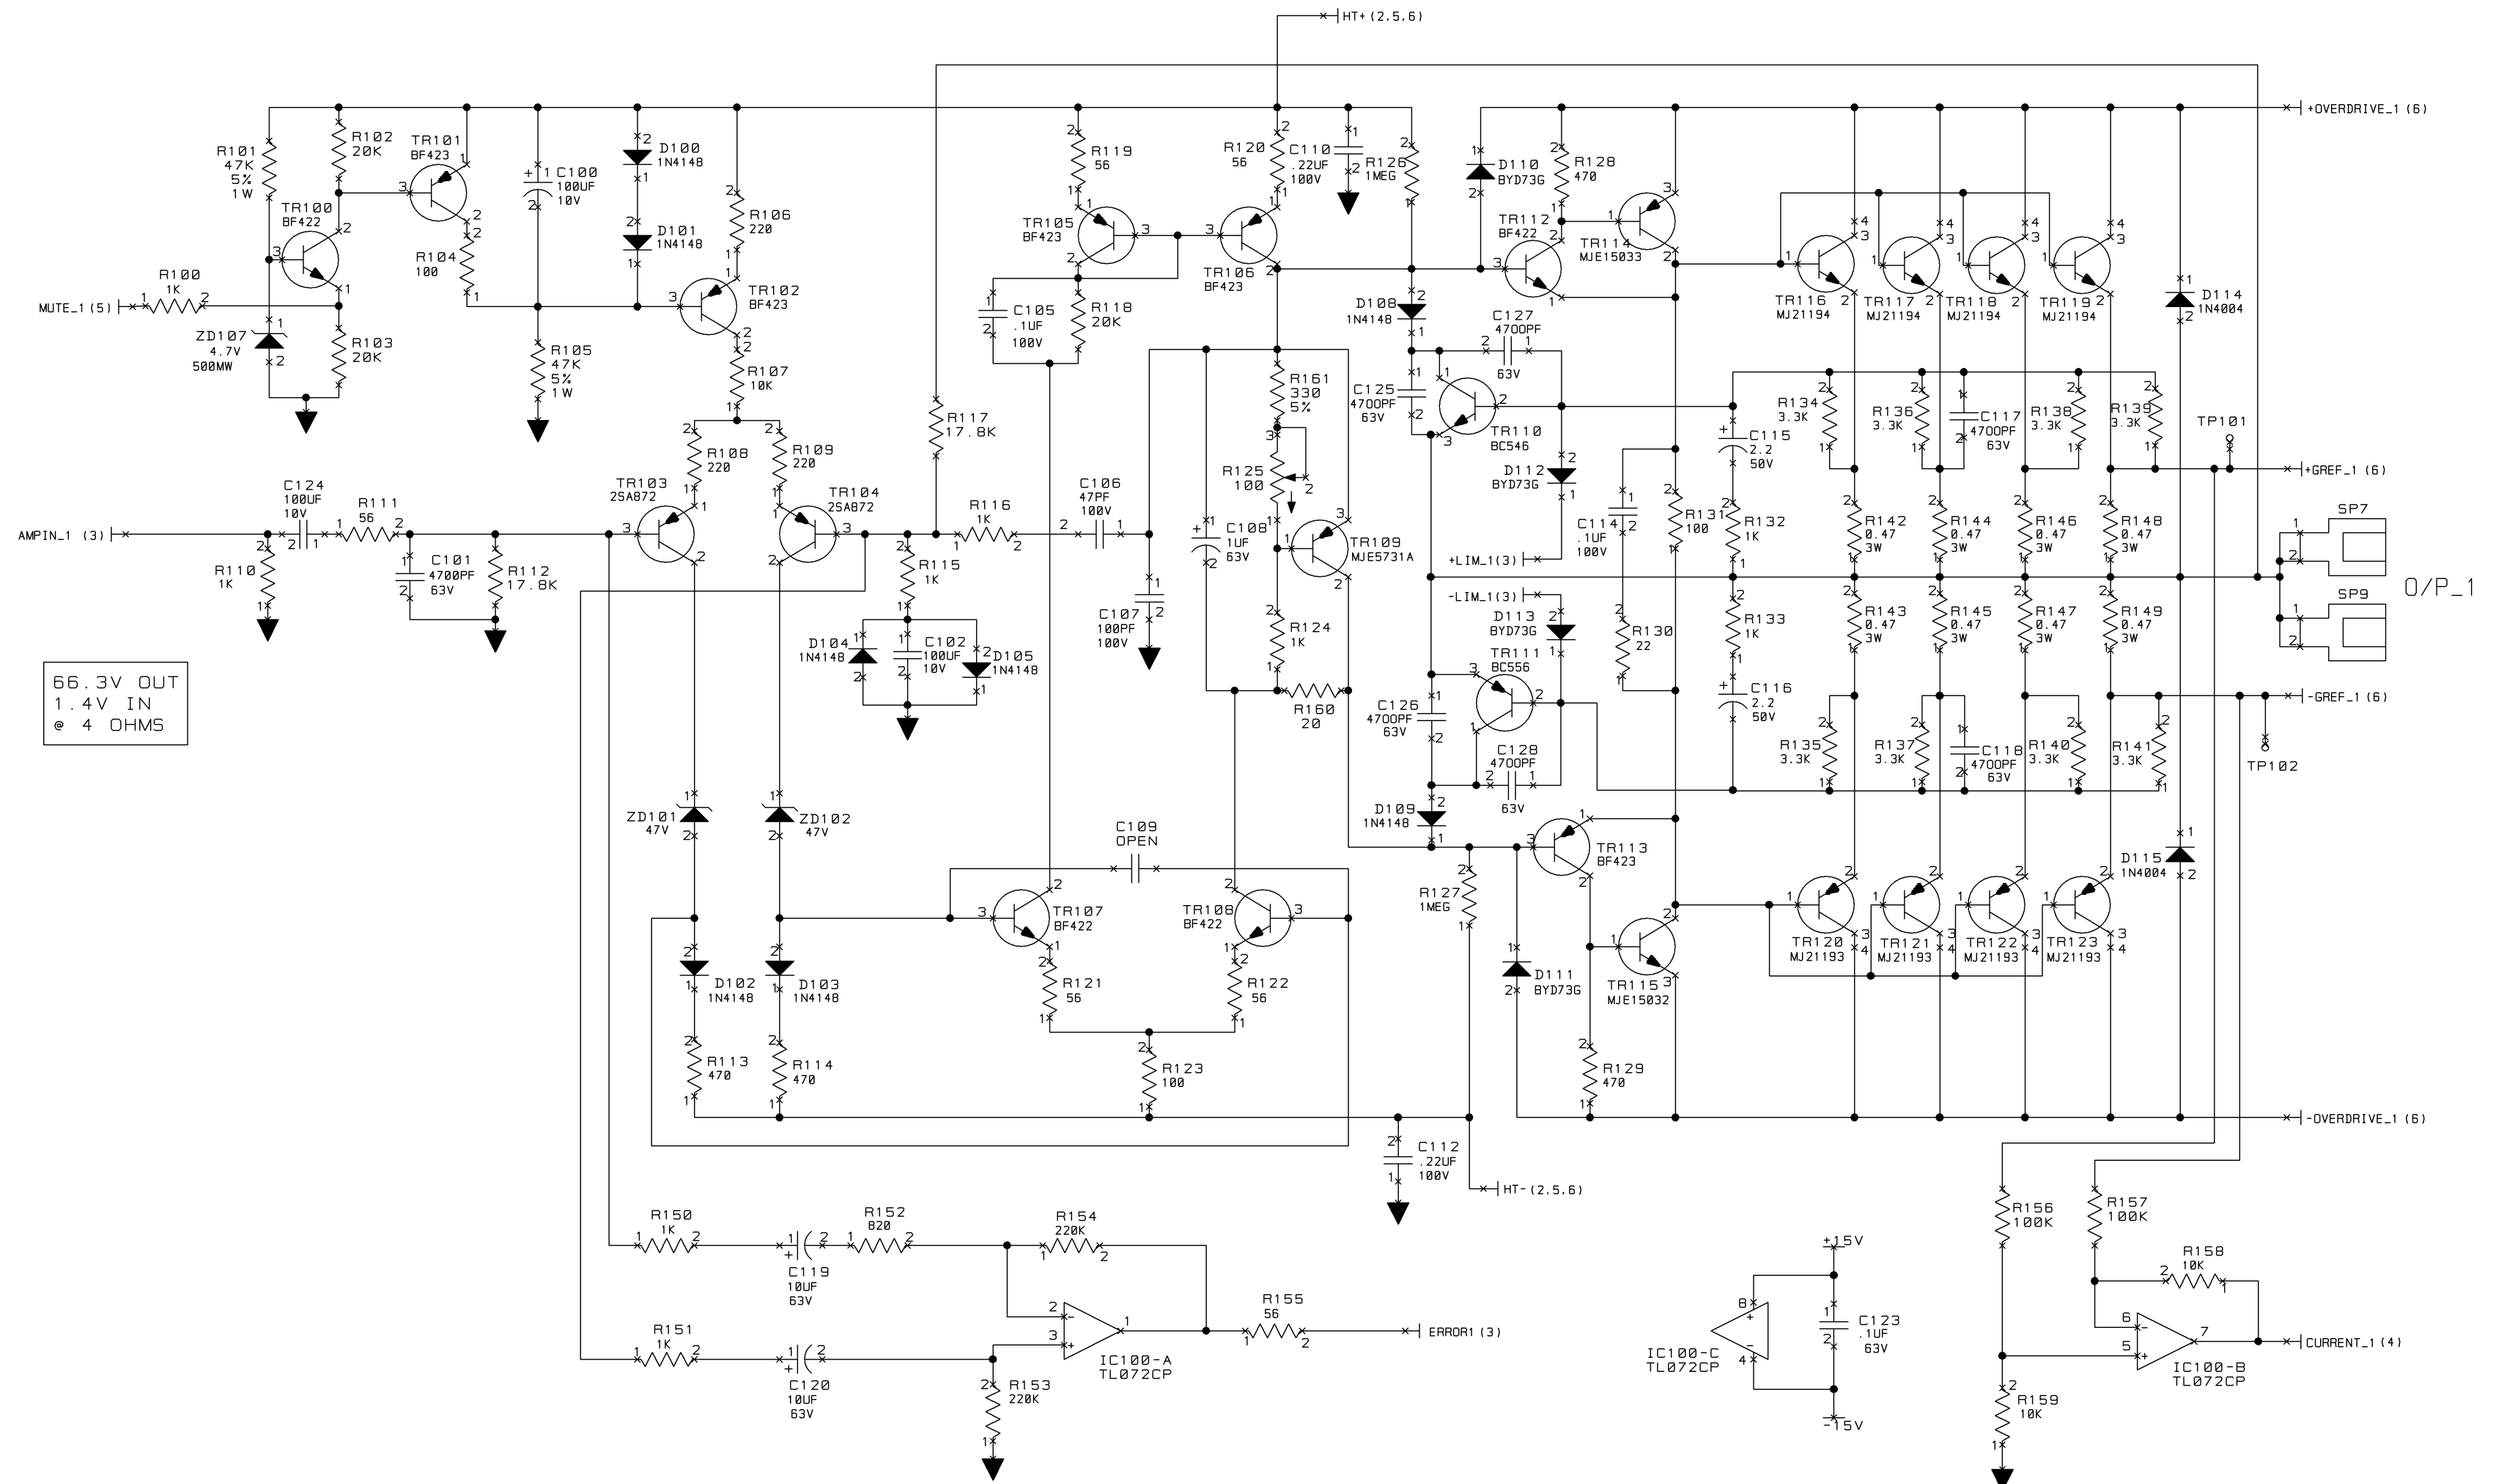 HT+(2,5,6)
+OVERDRIVE_1 (6)
R101
47K
5%
1W
R102
20K
TR101
BF423
TR100
BF422
R104
100
C100
100UF
10V
D100
1N4148
D101
1N4148
R106
220
TR102
BF423
R100
1K
MUTE_1 (5)
ZD107
4.7V
500MW
R103
20K
R105
47K
5%
1W
R107
10K
R108
220
R109
220
R117
17.8K
R119
56
R120
56
C110
.22UF
100V
R126
1MEG
TR105
BF423
TR106
BF423
C105
.1UF
100V
R118
20K
D110
BYD73G
R128
470
TR112
BF422
TR114
MJE15033
D108
1N4148
C127
4700PF
63V
C125
4700PF
63V
TR110
BC546
D112
BYD73G
+LIM_1(3)
-LIM_1(3)
R161
330
5%
R125
100
TR109
MJE5731A
C108
1UF
63V
R124
1K
R160
20
TR116
MJ21194
TR117
MJ21194
TR118
MJ21194
TR119
MJ21194
D114
1N4004
R134
3.3K
R136
3.3K
C117
4700PF
63V
R138
3.3K
R139
3.3K
TP101
+GREF_1 (6)
C115
2.2
50V
C114
.1UF
100V
R131
100
R132
1K
R142
0.47
3W
R144
0.47
3W
R146
0.47
3W
R148
0.47
3W
SP7
SP9
O/P_1
AMPIN_1 (3)
R110
1K
C124
100UF
10V
R111
56
C101
4700PF
63V
R112
17.8K
TR103
2SA872
TR104
2SA872
R115
1K
R116
1K
C106
47PF
100V
C107
100PF
100V
D104
1N4148
C102
100UF
10V
D105
1N4148
66.3V OUT
1.4V IN
@ 4 OHMS
D113
BYD73G
TR111
BC556
R130
22
R133
1K
C116
2.2
50V
R143
0.47
3W
R145
0.47
3W
R147
0.47
3W
R149
0.47
3W
-GREF_1 (6)
TP102
C126
4700PF
63V
C128
4700PF
63V
D109
1N4148
R135
3.3K
R137
3.3K
C118
4700PF
63V
R140
3.3K
R141
3.3K
ZD101
47V
ZD102
47V
C109
OPEN
TR107
BF422
TR108
BF422
R127
1MEG
TR113
BF423
TR115
MJE15032
D111
BYD73G
R129
470
TR120
MJ21193
TR121
MJ21193
TR122
MJ21193
TR123
MJ21193
D115
1N4004
D102
1N4148
D103
1N4148
R121
56
R122
56
R113
470
R114
470
R123
100
-OVERDRIVE_1 (6)
C112
.22UF
100V
HT-(2,5,6)
R150
1K
C119
10UF
63V
R152
820
R154
220K
R151
1K
C120
10UF
63V
R153
220K
IC100-A
TL072CP
R155
56
ERROR1 (3)
+15V
IC100-C
TL072CP
C123
.1UF
63V
-15V
R156
100K
R157
100K
R158
10K
R159
10K
IC100-B
TL072CP
CURRENT_1 (4)